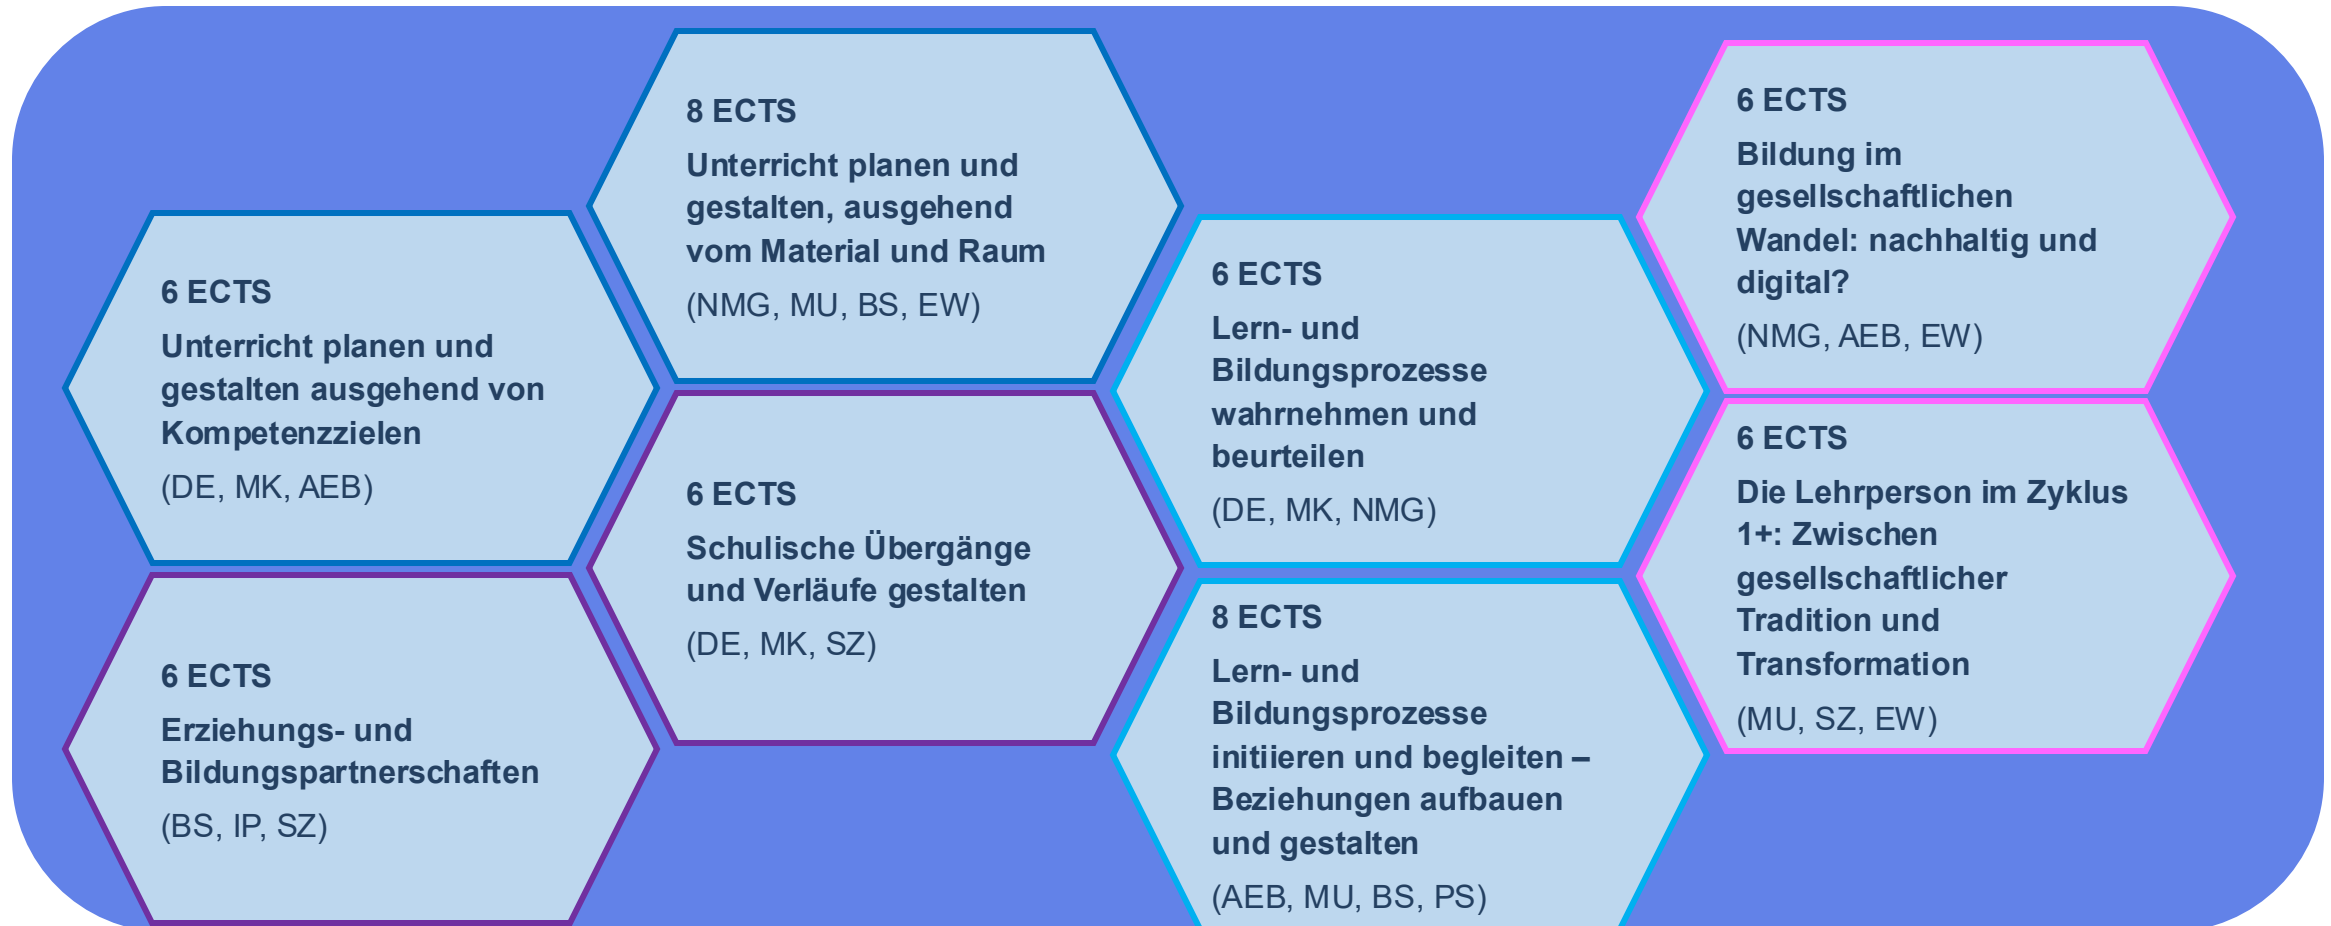 6 ECTS
Unterricht planen und
gestalten ausgehend von
Kompetenzzielen
(DE, MK, AEB)
6 ECTS
Erziehungs- und
Bildungspartnerschaften
(BS, IP, SZ)
8 ECTS
Unterricht planen und
gestalten, ausgehend
vom Material und Raum
(NMG, MU, BS, EW)
6 ECTS
Schulische Übergänge
und Verläufe gestalten
(DE, MK, SZ)
6 ECTS
Lern- und
Bildungsprozesse
wahrnehmen und
beurteilen
(DE, MK, NMG)
8 ECTS
Lern- und
Bildungsprozesse
initiieren und begleiten –
Beziehungen aufbauen
und gestalten
(AEB, MU, BS, PS)
6 ECTS
Bildung im
gesellschaftlichen
Wandel: nachhaltig und
digital?
(NMG, AEB, EW)
6 ECTS
Die Lehrperson im Zyklus
1+: Zwischen
gesellschaftlicher
Tradition und
Transformation
(MU, SZ, EW)